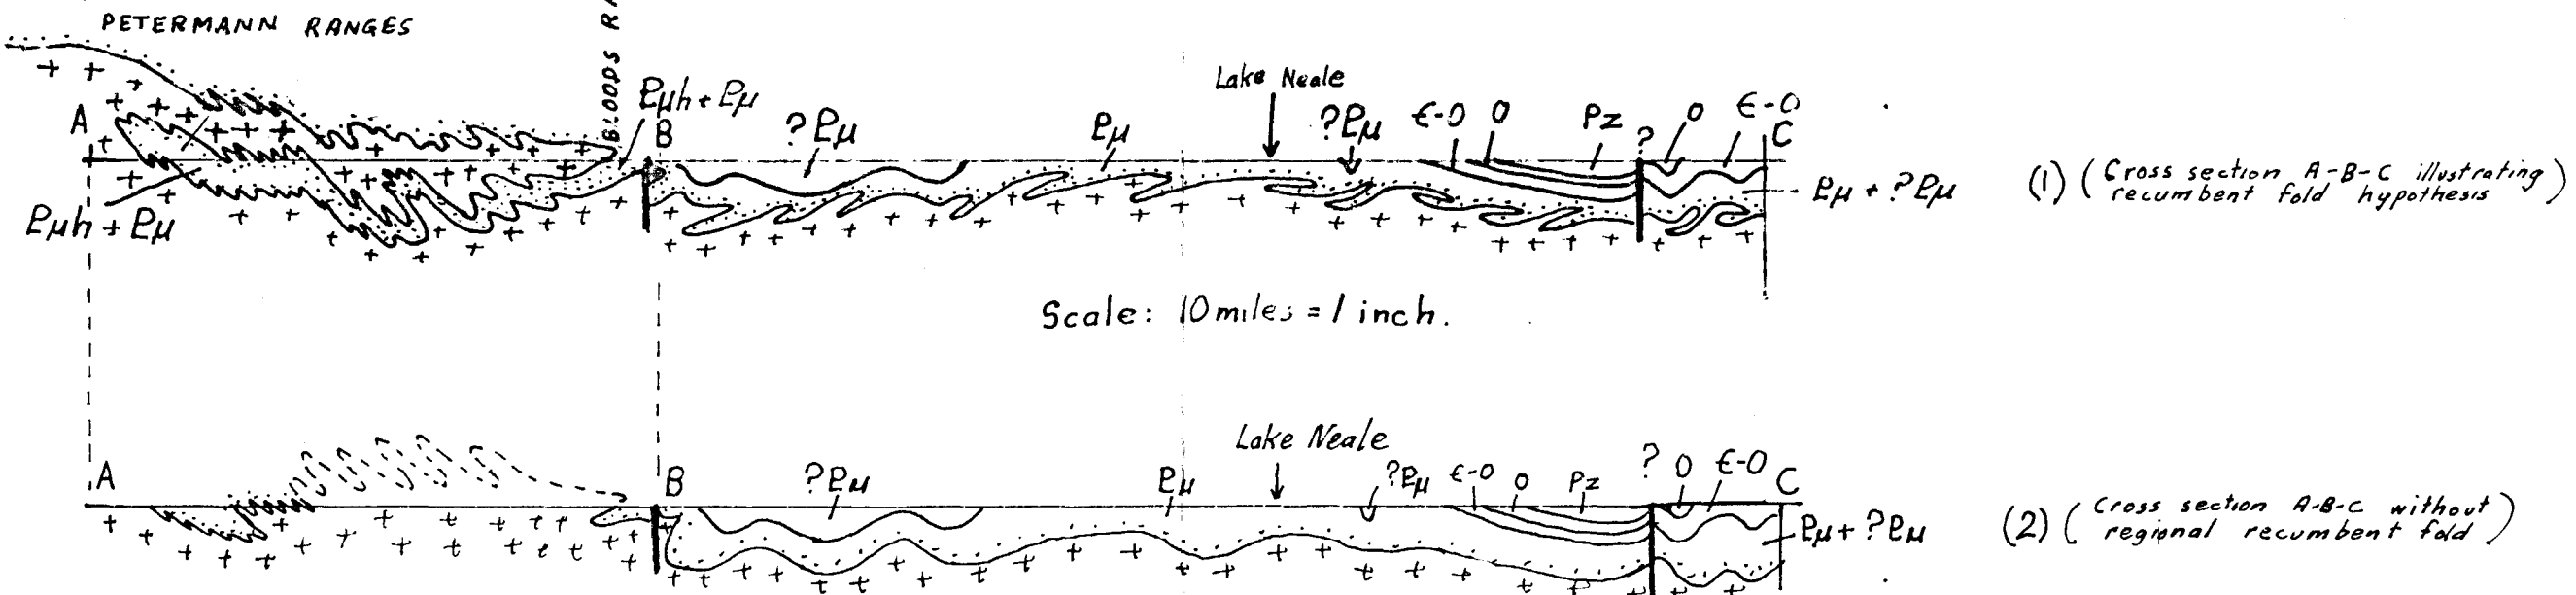 PETERMANN RANGES
BLOODS
A
Pμh + Pμ
B
?Pμ
Pμ
Lake Neale
?Pμ
Є-O
O
Pz
?
O
Є-O
C
Pμ + ?Pμ
Pμh + Pμ
(1) (Cross section A-B-C illustrating
recumbent fold hypothesis)
Scale: 10 miles = 1 inch.
A
B
?Pμ
Pμ
Lake Neale
?Pμ
Є-O
O
Pz
?
O
Є-O
C
Pμ + ?Pμ
(2) (Cross section A-B-C without
regional recumbent fold)